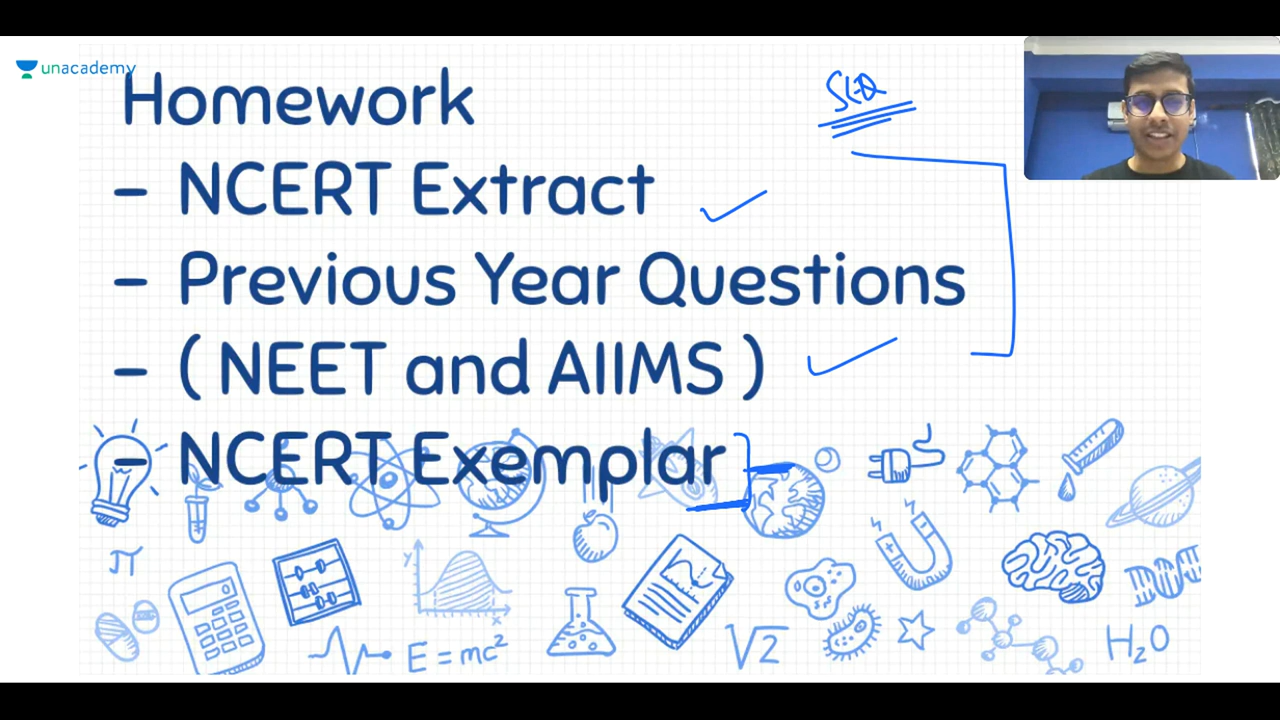 unacademy
Homework
- NCERT Extract
- Previous Year Questions
- ( NEET and AIIMS )
- NCERT Exemplar
π
y
x
E = mc²
√2
H₂O